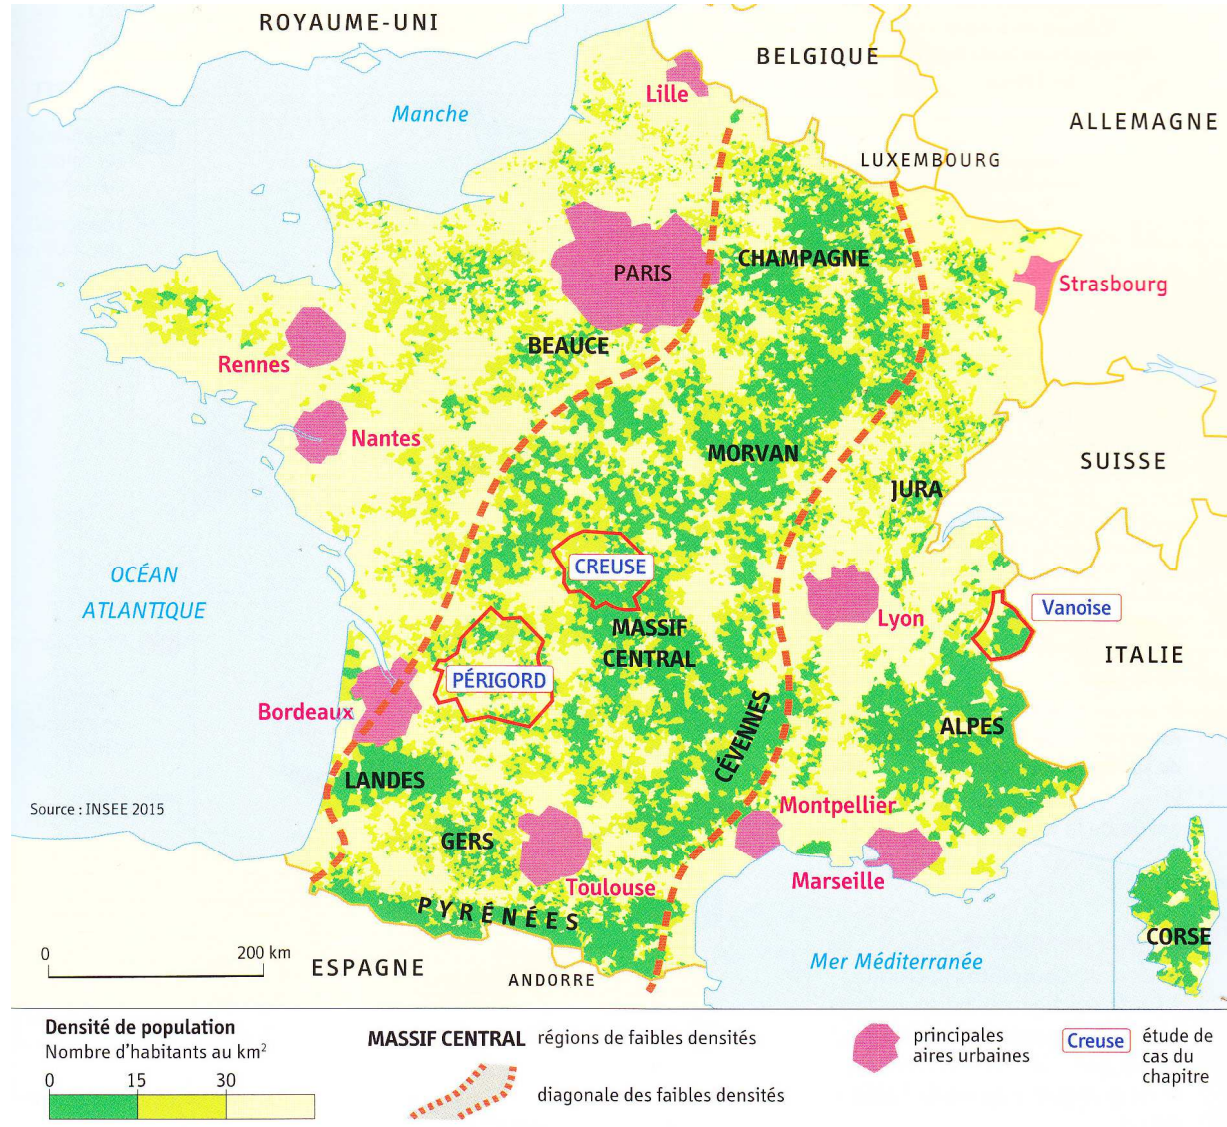 ROYAUME-UNI
BELGIQUE
Lille
Manche
ALLEMAGNE
LUXEMBOURG
CHAMPAGNE
PARIS
Strasbourg
BEAUCE
Rennes
Nantes
MORVAN
SUISSE
JURA
CREUSE
OCÉAN
ATLANTIQUE
Vanoise
Lyon
MASSIF
CENTRAL
ITALIE
PÉRIGORD
Bordeaux
CÉVENNES
ALPES
LANDES
Source : INSEE 2015
Montpellier
GERS
Marseille
Toulouse
PYRÉNÉES
CORSE
0 200 km
ESPAGNE
ANDORRE
Mer Méditerranée
Densité de population
Nombre d'habitants au km²
0 15 30
MASSIF CENTRAL régions de faibles densités
diagonale des faibles densités
principales
aires urbaines
Creuse
étude de
cas du
chapitre